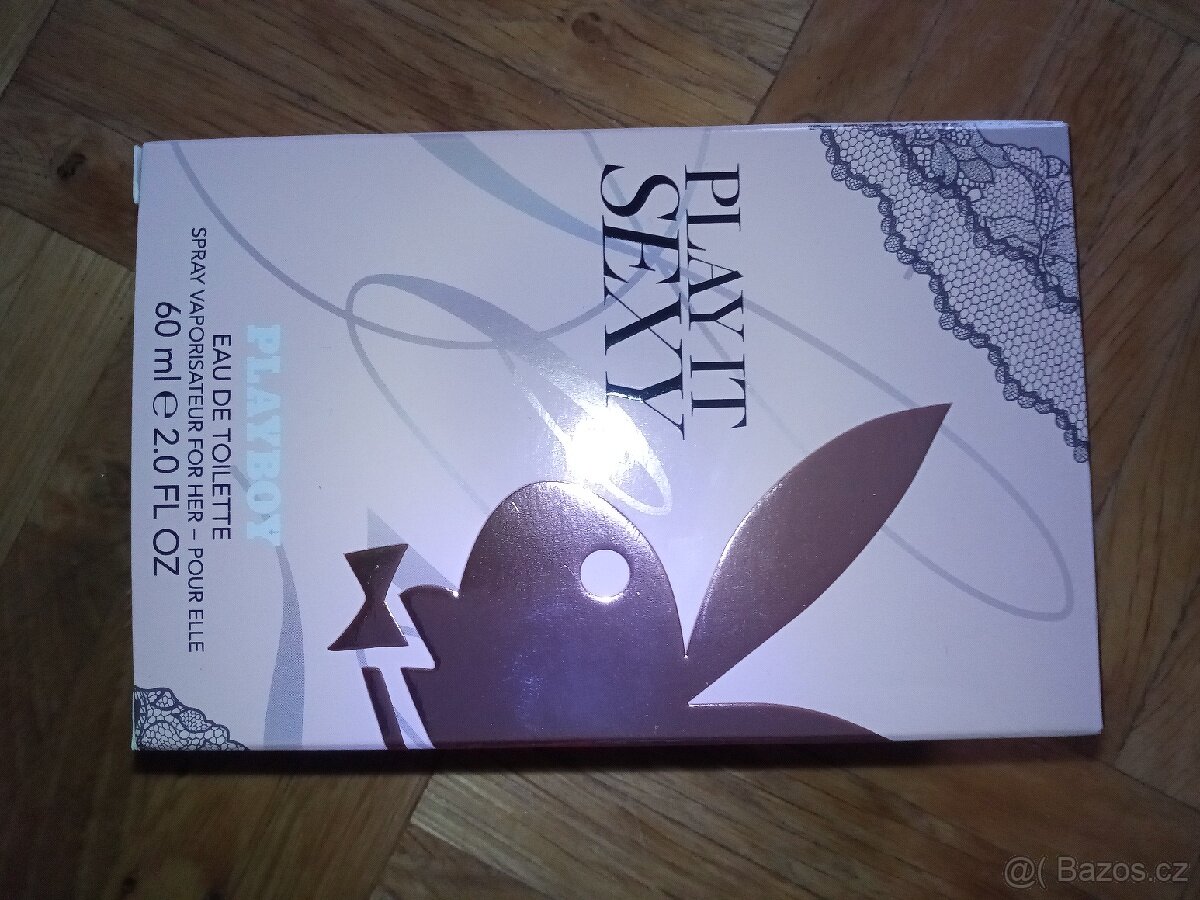 PLAY IT
SEXY
PLAYBOY
EAU DE TOILETTE
SPRAY VAPORISATEUR FOR HER – POUR ELLE
60 ml e 2.0 FL OZ
@( Bazos.cz